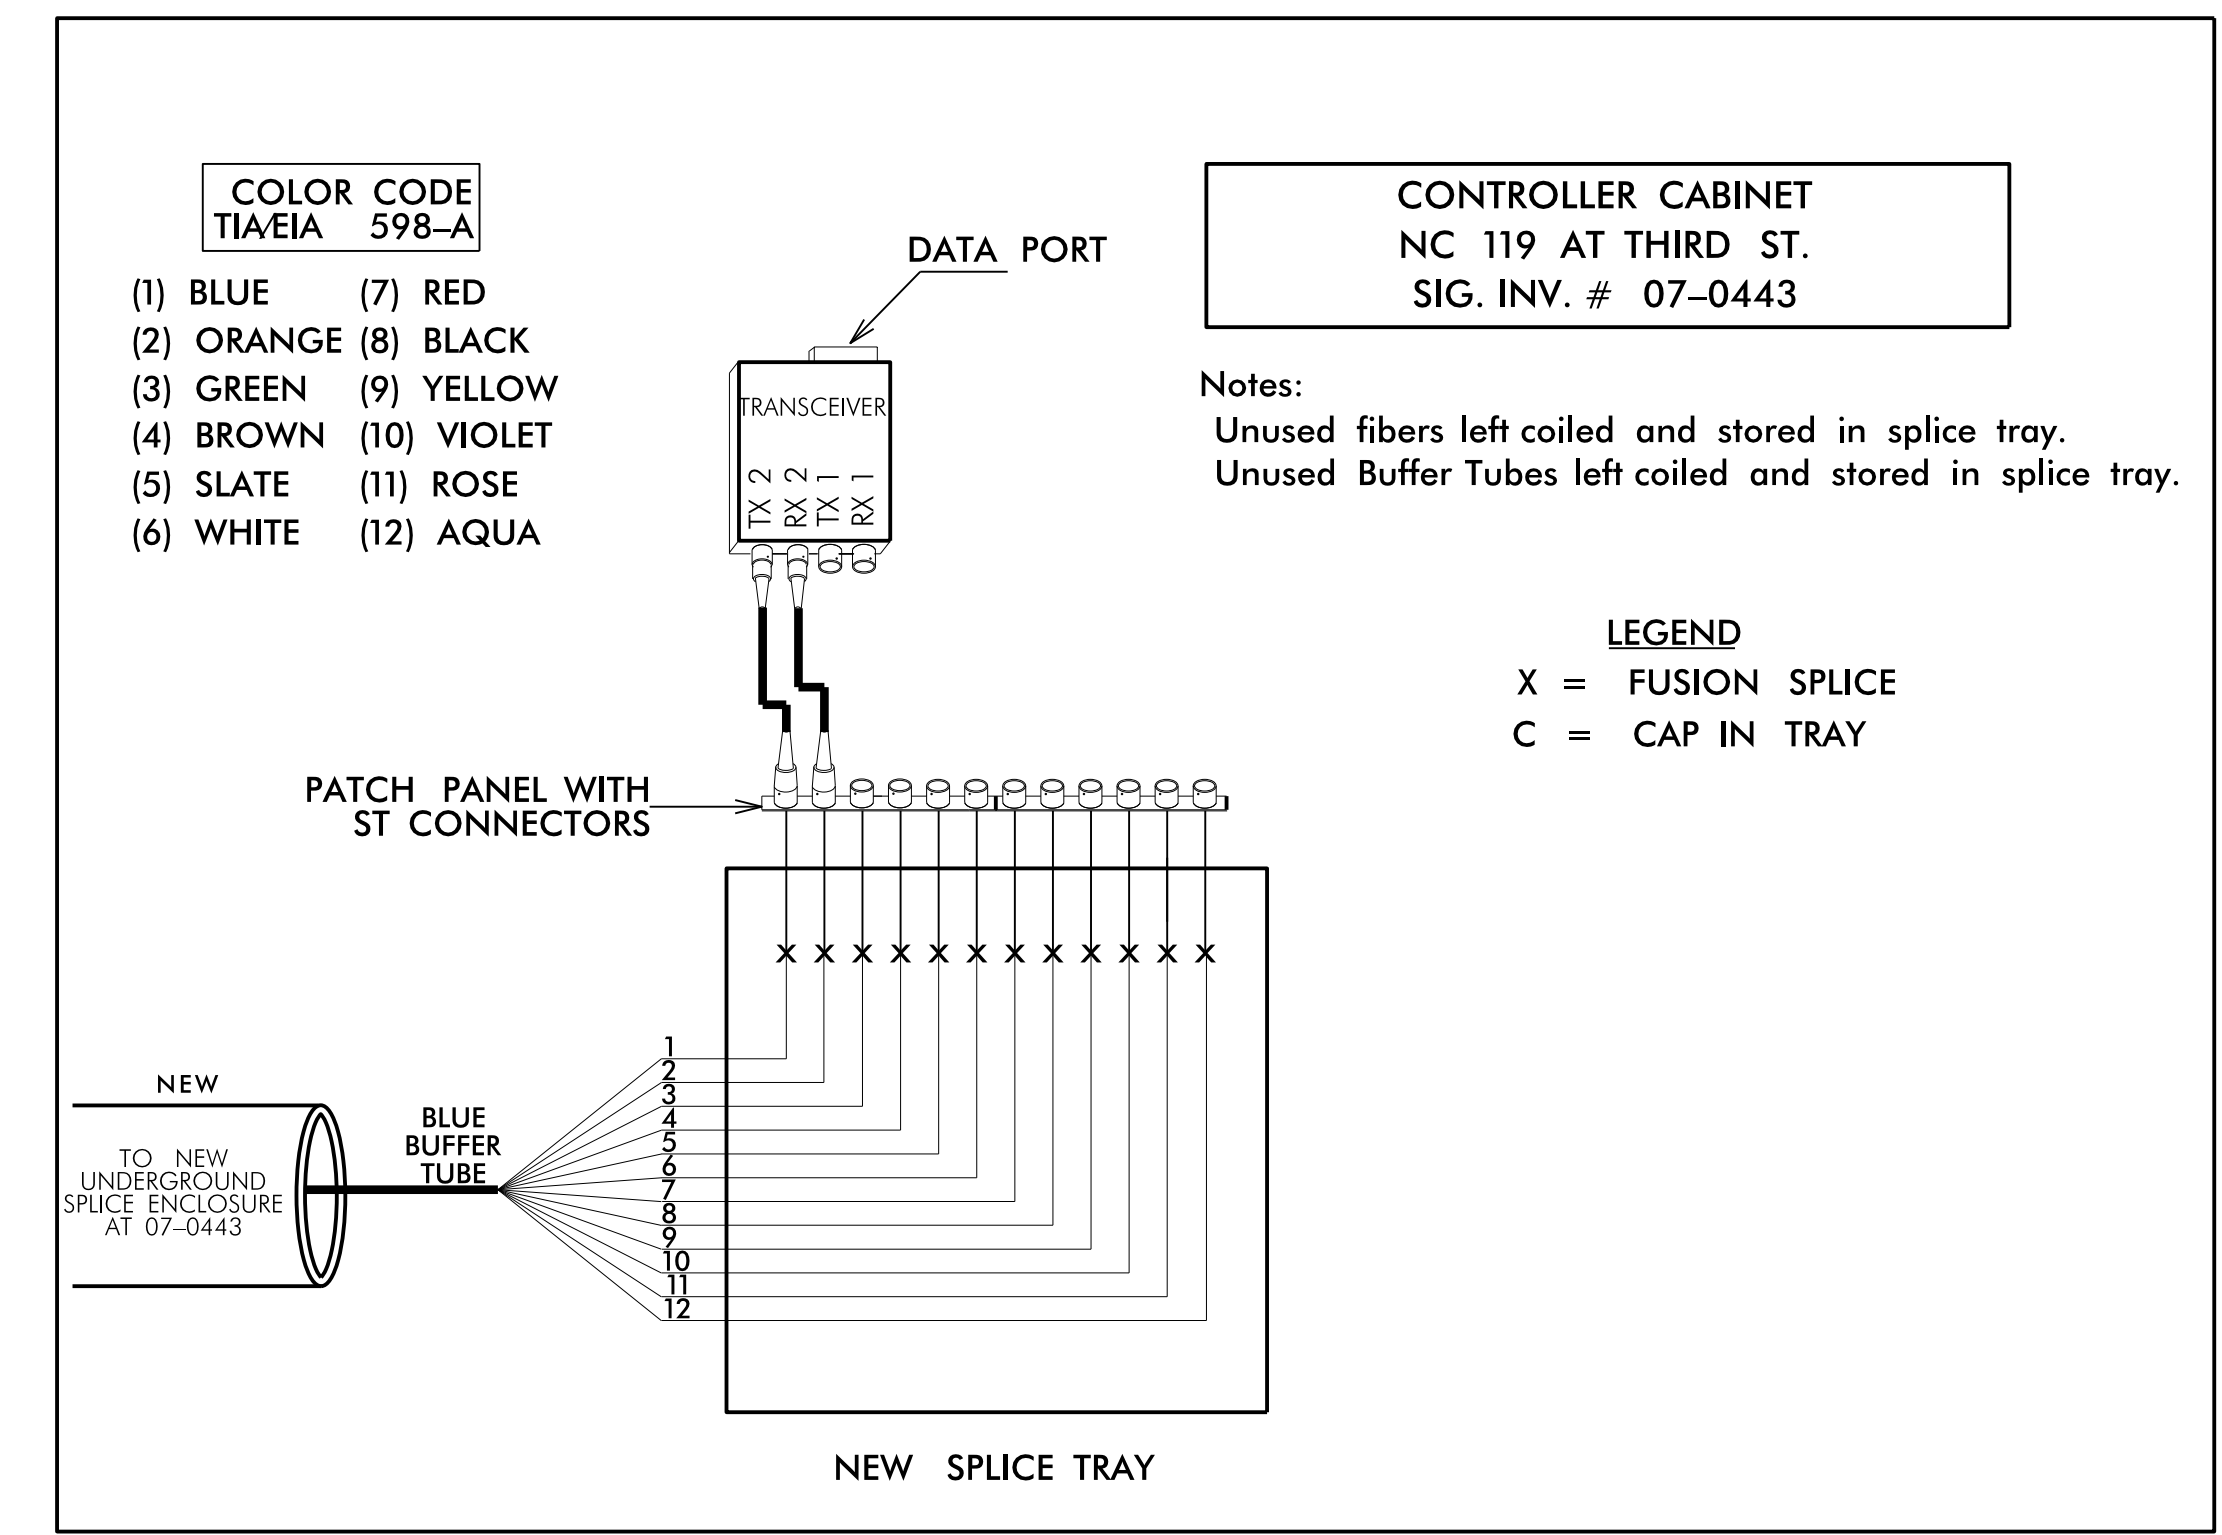 COLOR CODE
TIA/EIA 598–A
(1) BLUE
(2) ORANGE
(3) GREEN
(4) BROWN
(5) SLATE
(6) WHITE
(7) RED
(8) BLACK
(9) YELLOW
(10) VIOLET
(11) ROSE
(12) AQUA
DATA PORT
TRANSCEIVER
TX 2
RX 2
TX 1
RX 1
CONTROLLER CABINET
NC 119 AT THIRD ST.
SIG. INV. # 07–0443
Notes:
Unused fibers left coiled and stored in splice tray.
Unused Buffer Tubes left coiled and stored in splice tray.
LEGEND
X = FUSION SPLICE
C = CAP IN TRAY
PATCH PANEL WITH
ST CONNECTORS
X X X X X X X X X X X X
NEW
TO NEW
UNDERGROUND
SPLICE ENCLOSURE
AT 07–0443
BLUE
BUFFER
TUBE
1
2
3
4
5
6
7
8
9
10
11
12
NEW SPLICE TRAY